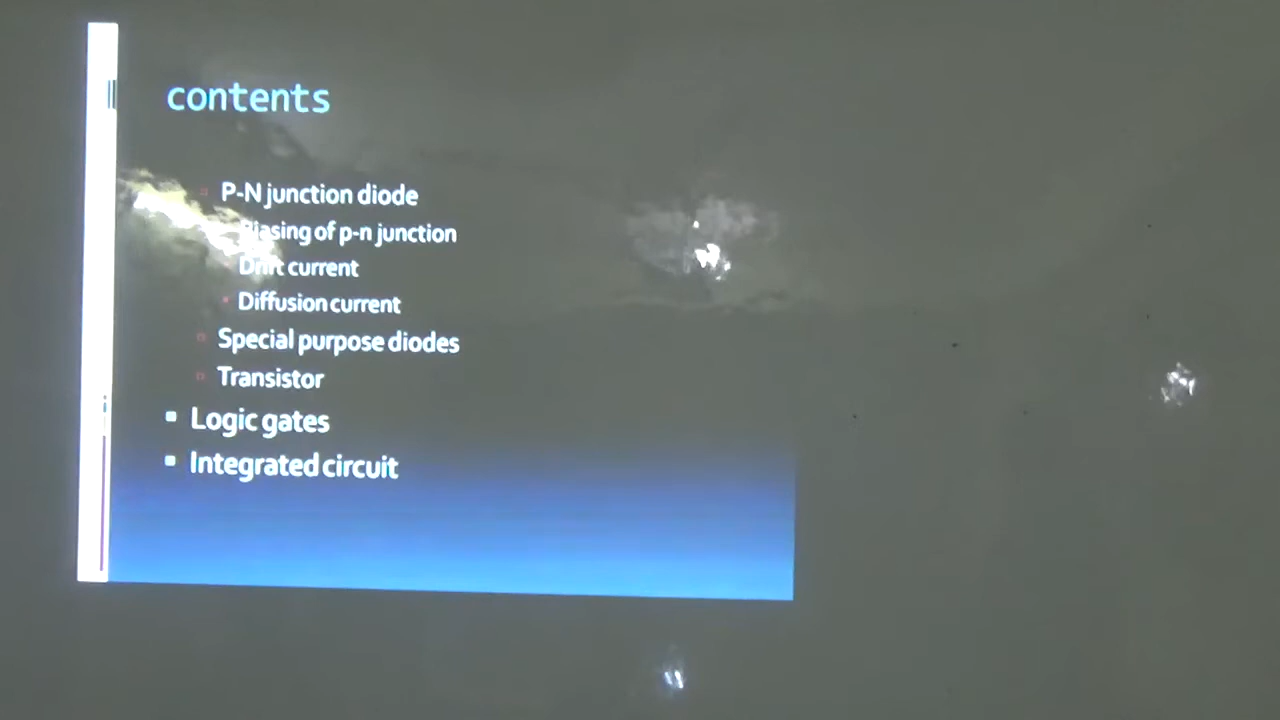 contents
P-N junction diode
Biasing of p-n junction
Drift current
Diffusion current
Special purpose diodes
Transistor
Logic gates
Integrated circuit